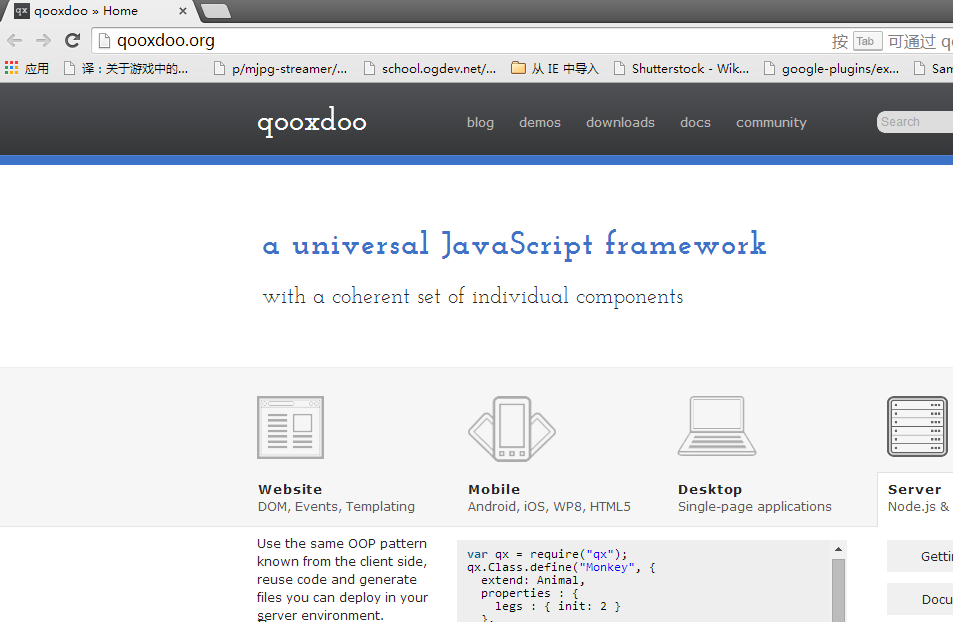 qx qooxdoo » Home
qooxdoo.org 按 Tab 可通过
应用 译：关于游戏中的... p/mjpg-streamer/... school.ogdev.net/... 从 IE 中导入 Shutterstock - Wik... google-plugins/ex... Sam
qooxdoo blog demos downloads docs community Search
a universal JavaScript framework
with a coherent set of individual components
Website Mobile Desktop Server
DOM, Events, Templating Android, iOS, WP8, HTML5 Single-page applications Node.js &
Use the same OOP pattern
known from the client side,
reuse code and generate
files you can deploy in your
server environment.
var qx = require("qx");
qx.Class.define("Monkey", {
extend: Animal,
properties : {
legs : { init: 2 }
},
Getti
Docu